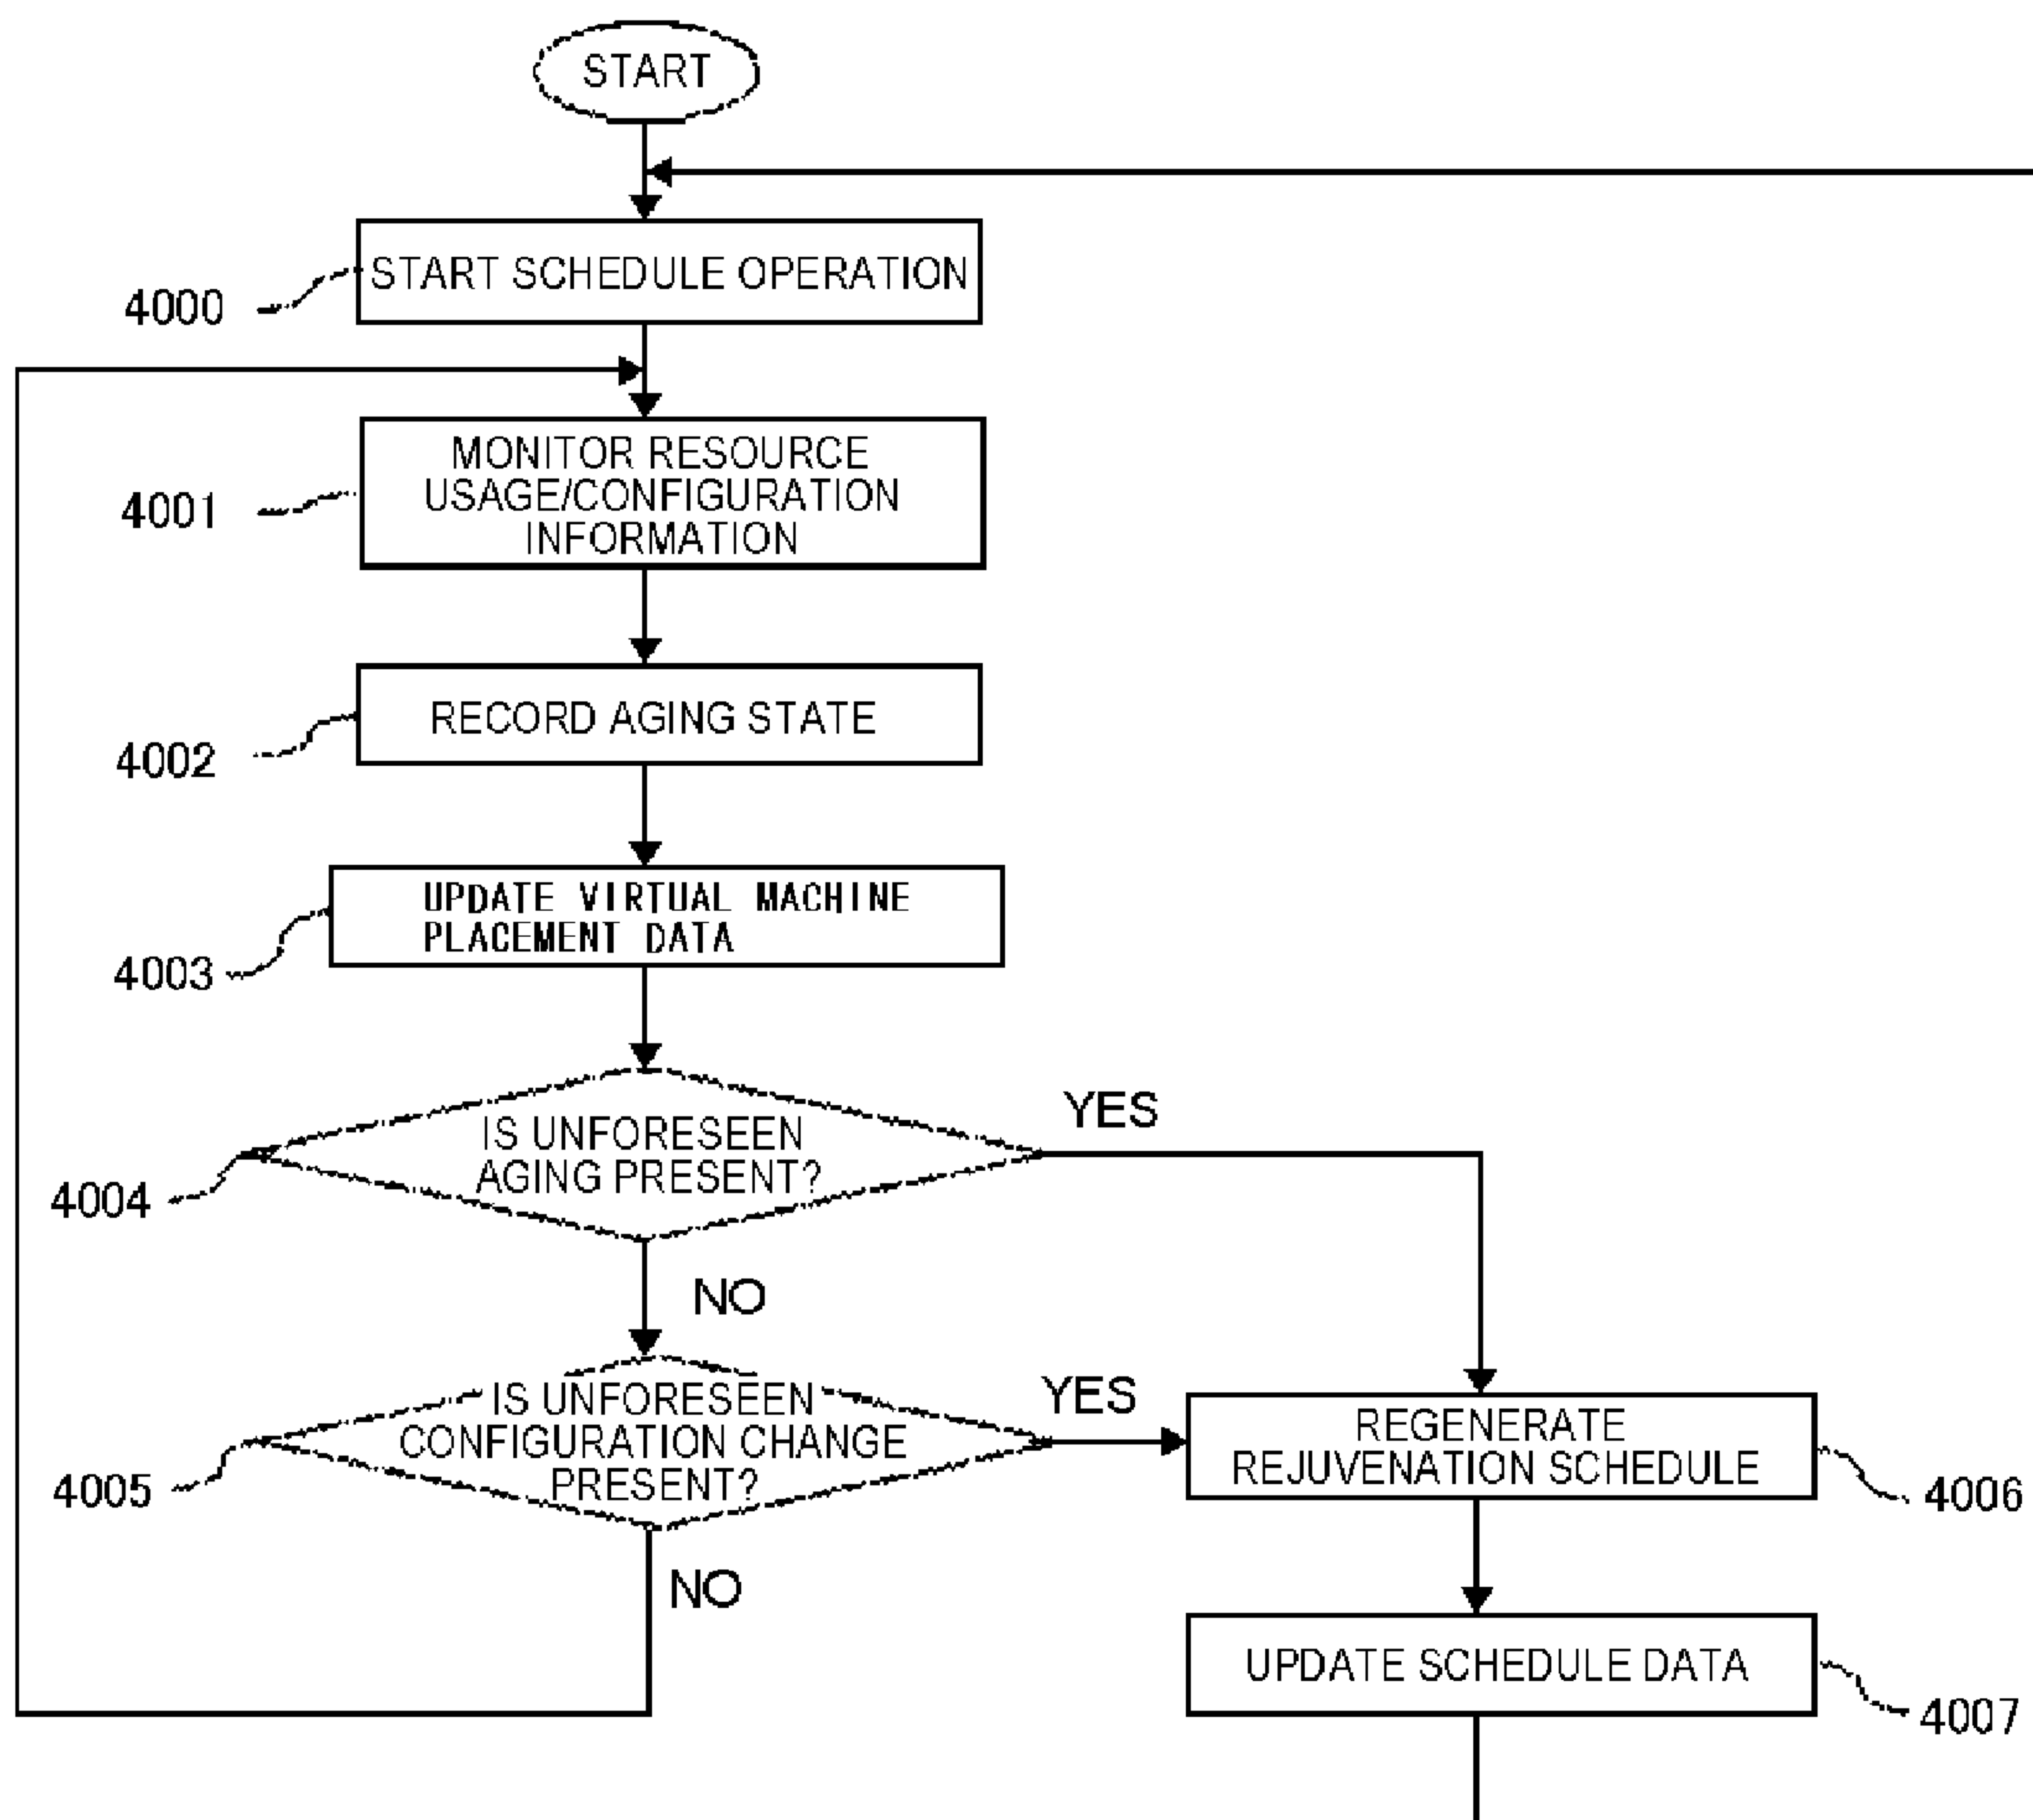 START
START SCHEDULE OPERATION
4000
MONITOR RESOURCE
USAGE/CONFIGURATION
INFORMATION
4001
RECORD AGING STATE
4002
UPDATE VIRTUAL MACHINE
PLACEMENT DATA
4003
IS UNFORESEEN
AGING PRESENT?
YES
4004
NO
IS UNFORESEEN
CONFIGURATION CHANGE
PRESENT?
YES
4005
NO
REGENERATE
REJUVENATION SCHEDULE
4006
UPDATE SCHEDULE DATA
4007